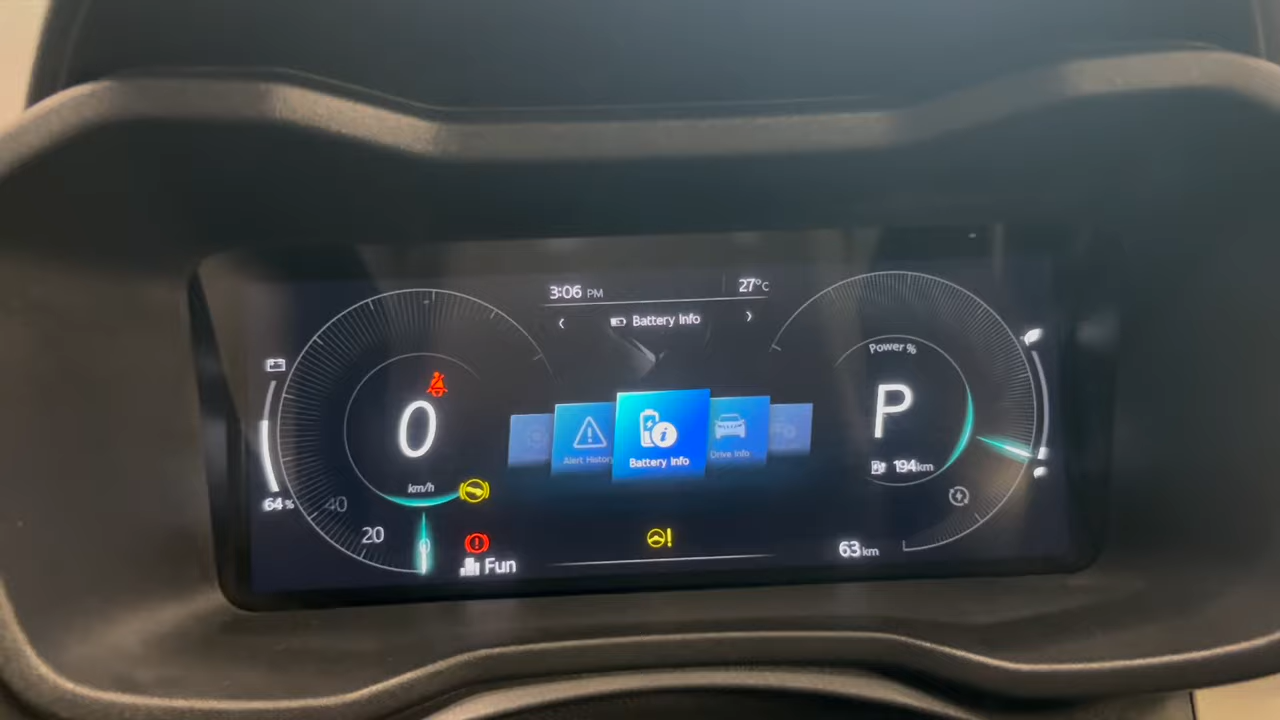 3:06 PM
27°C
Battery Info
Power %
0
P
Alert History
Battery Info
Drive Info
km/h
194km
64%
40
20
0
63km
Fun